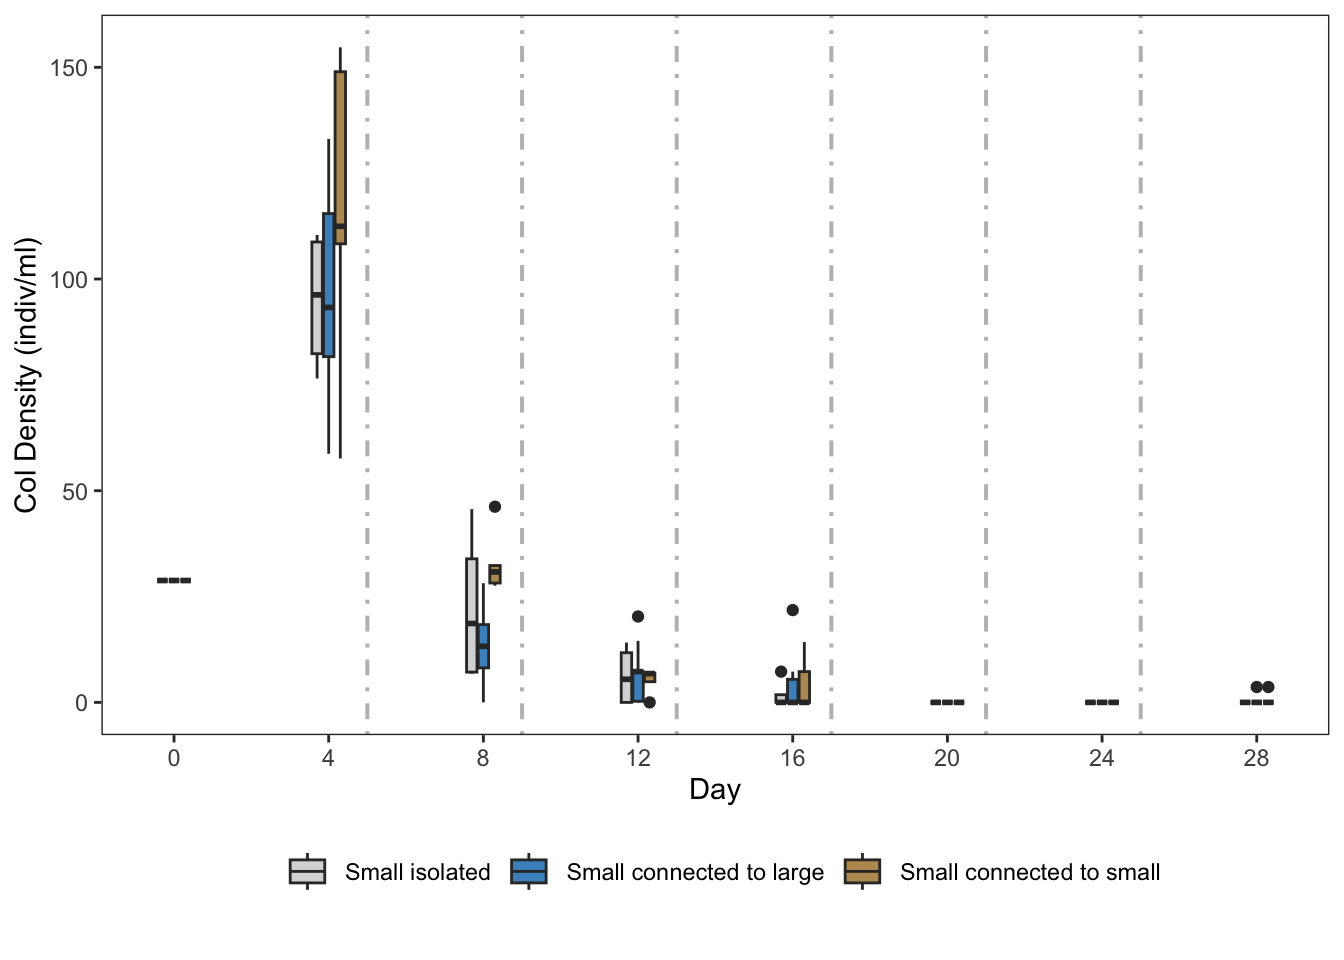 Col Density (indiv/ml)
150
100
50
0
0 4 8 12 16 20 24 28
Day
Small isolated Small connected to large Small connected to small